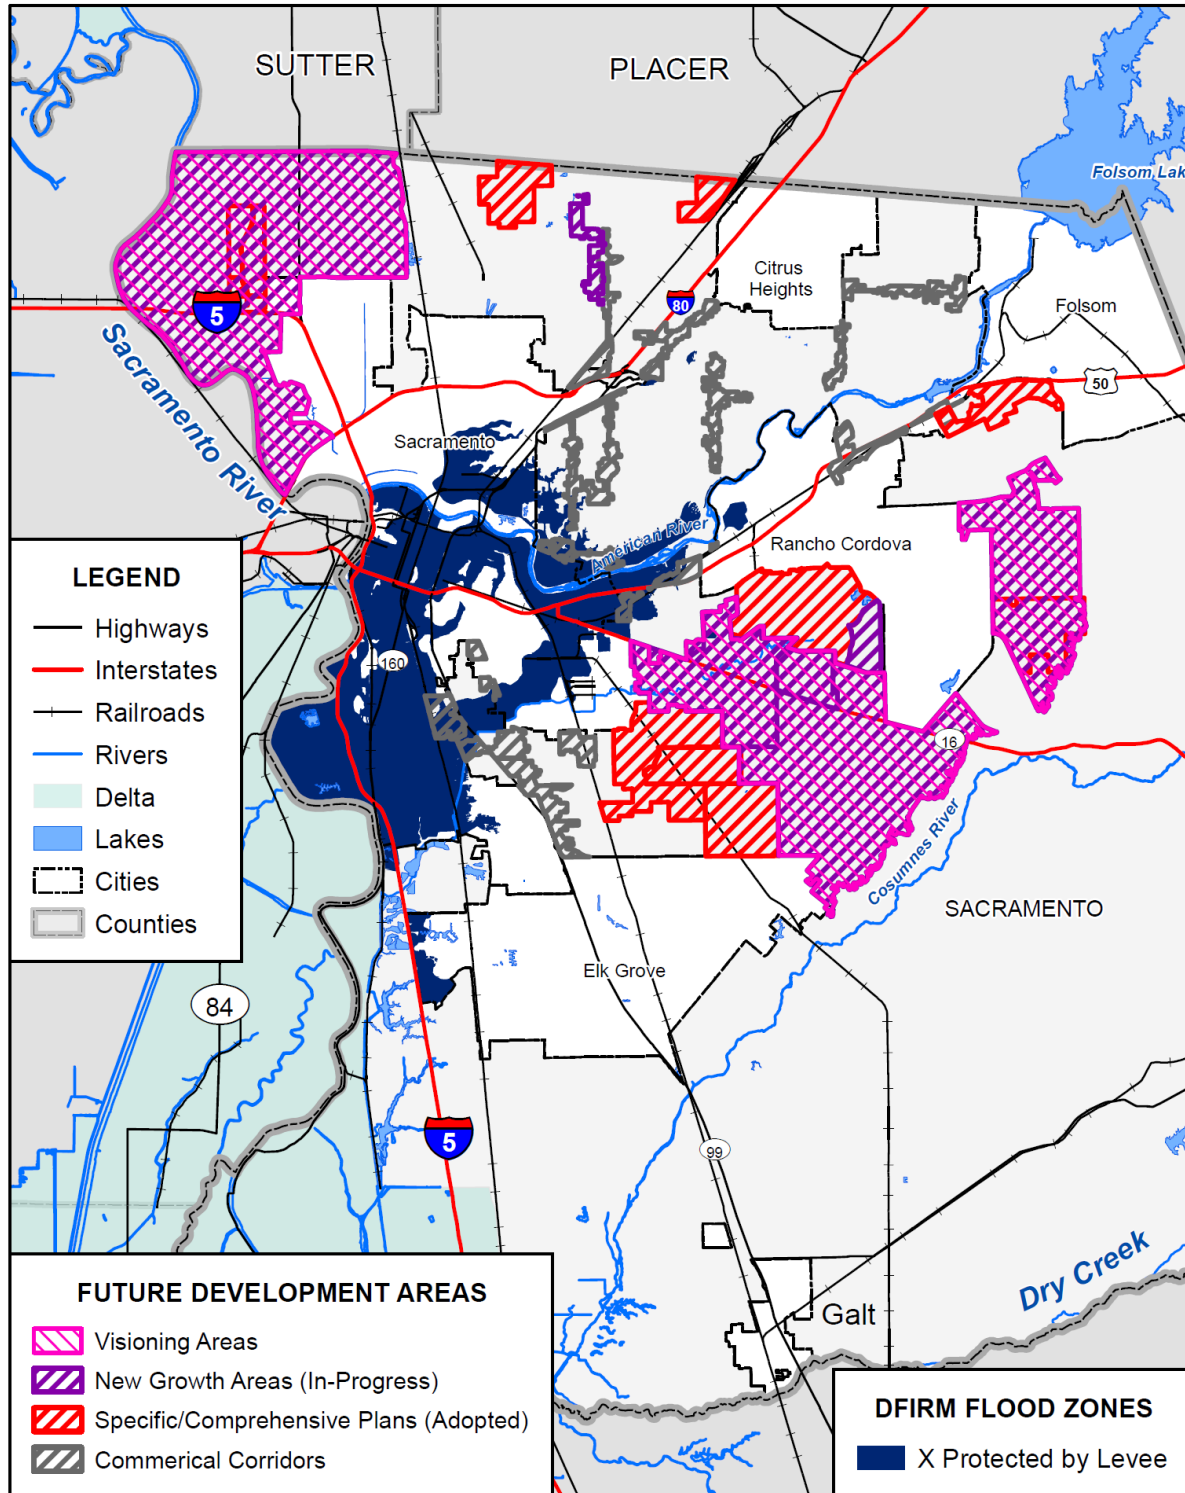 SUTTER
PLACER
Folsom Lak
Citrus
Heights
Folsom
5
80
50
Sacramento River
Sacramento
American River
Rancho Cordova
160
16
Cosumnes River
SACRAMENTO
Elk Grove
84
5
99
Galt
Dry Creek
LEGEND
Highways
Interstates
Railroads
Rivers
Delta
Lakes
Cities
Counties
FUTURE DEVELOPMENT AREAS
Visioning Areas
New Growth Areas (In-Progress)
Specific/Comprehensive Plans (Adopted)
Commerical Corridors
DFIRM FLOOD ZONES
X Protected by Levee